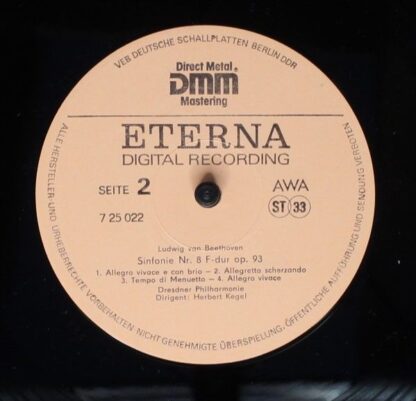 VEB DEUTSCHE SCHALLPLATTEN BERLIN DDR
Direct Metal
DMM
Mastering
ETERNA
DIGITAL RECORDING
SEITE 2
AWA
7 25 022
ST 33
Ludwig van Beethoven
Sinfonie Nr. 8 F-dur op. 93
1. Allegro vivace e con brio – 2. Allegretto scherzando
3. Tempo di Menuetto – 4. Allegro vivace
Dresdner Philharmonie
Dirigent: Herbert Kegel
ALLE HERSTELLER- UND URHEBERRECHTE VORBEHALTEN · NICHT GENEHMIGTE ÜBERSPIELUNG, ÖFFENTLICHE AUFFÜHRUNG UND SENDUNG VERBOTEN